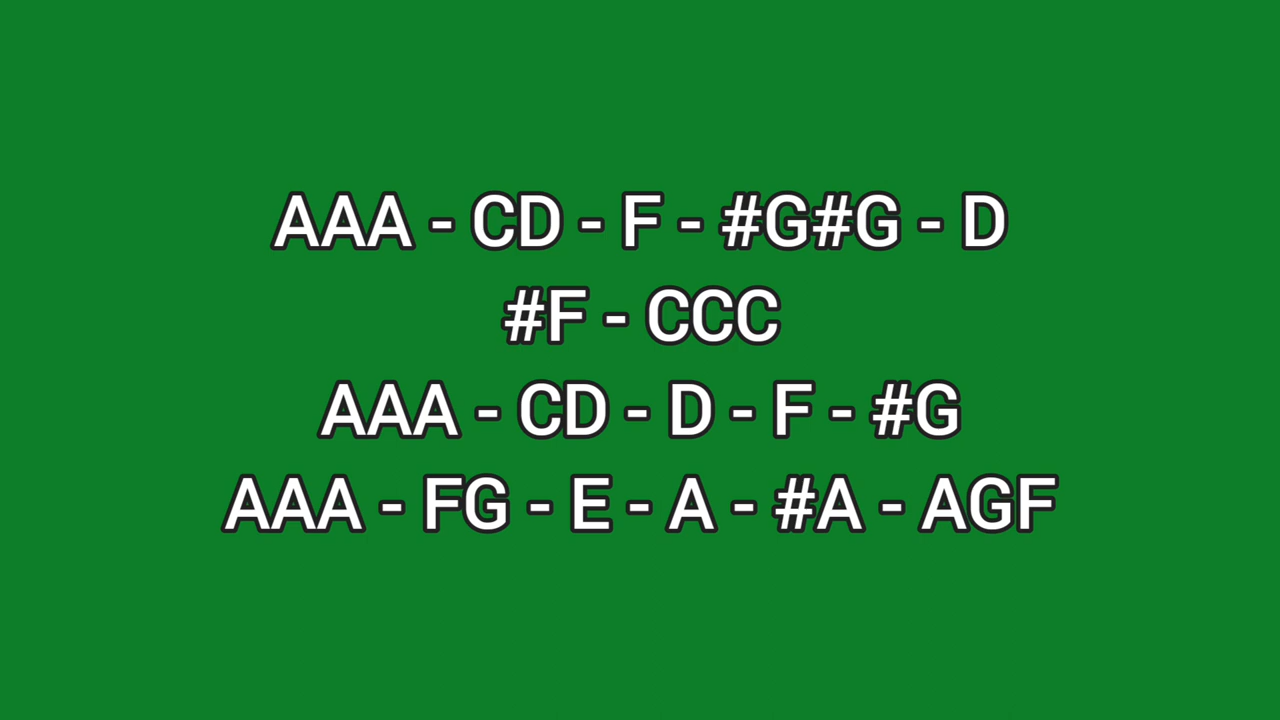 AAA - CD - F - #G#G - D
#F - CCC
AAA - CD - D - F - #G
AAA - FG - E - A - #A - AGF